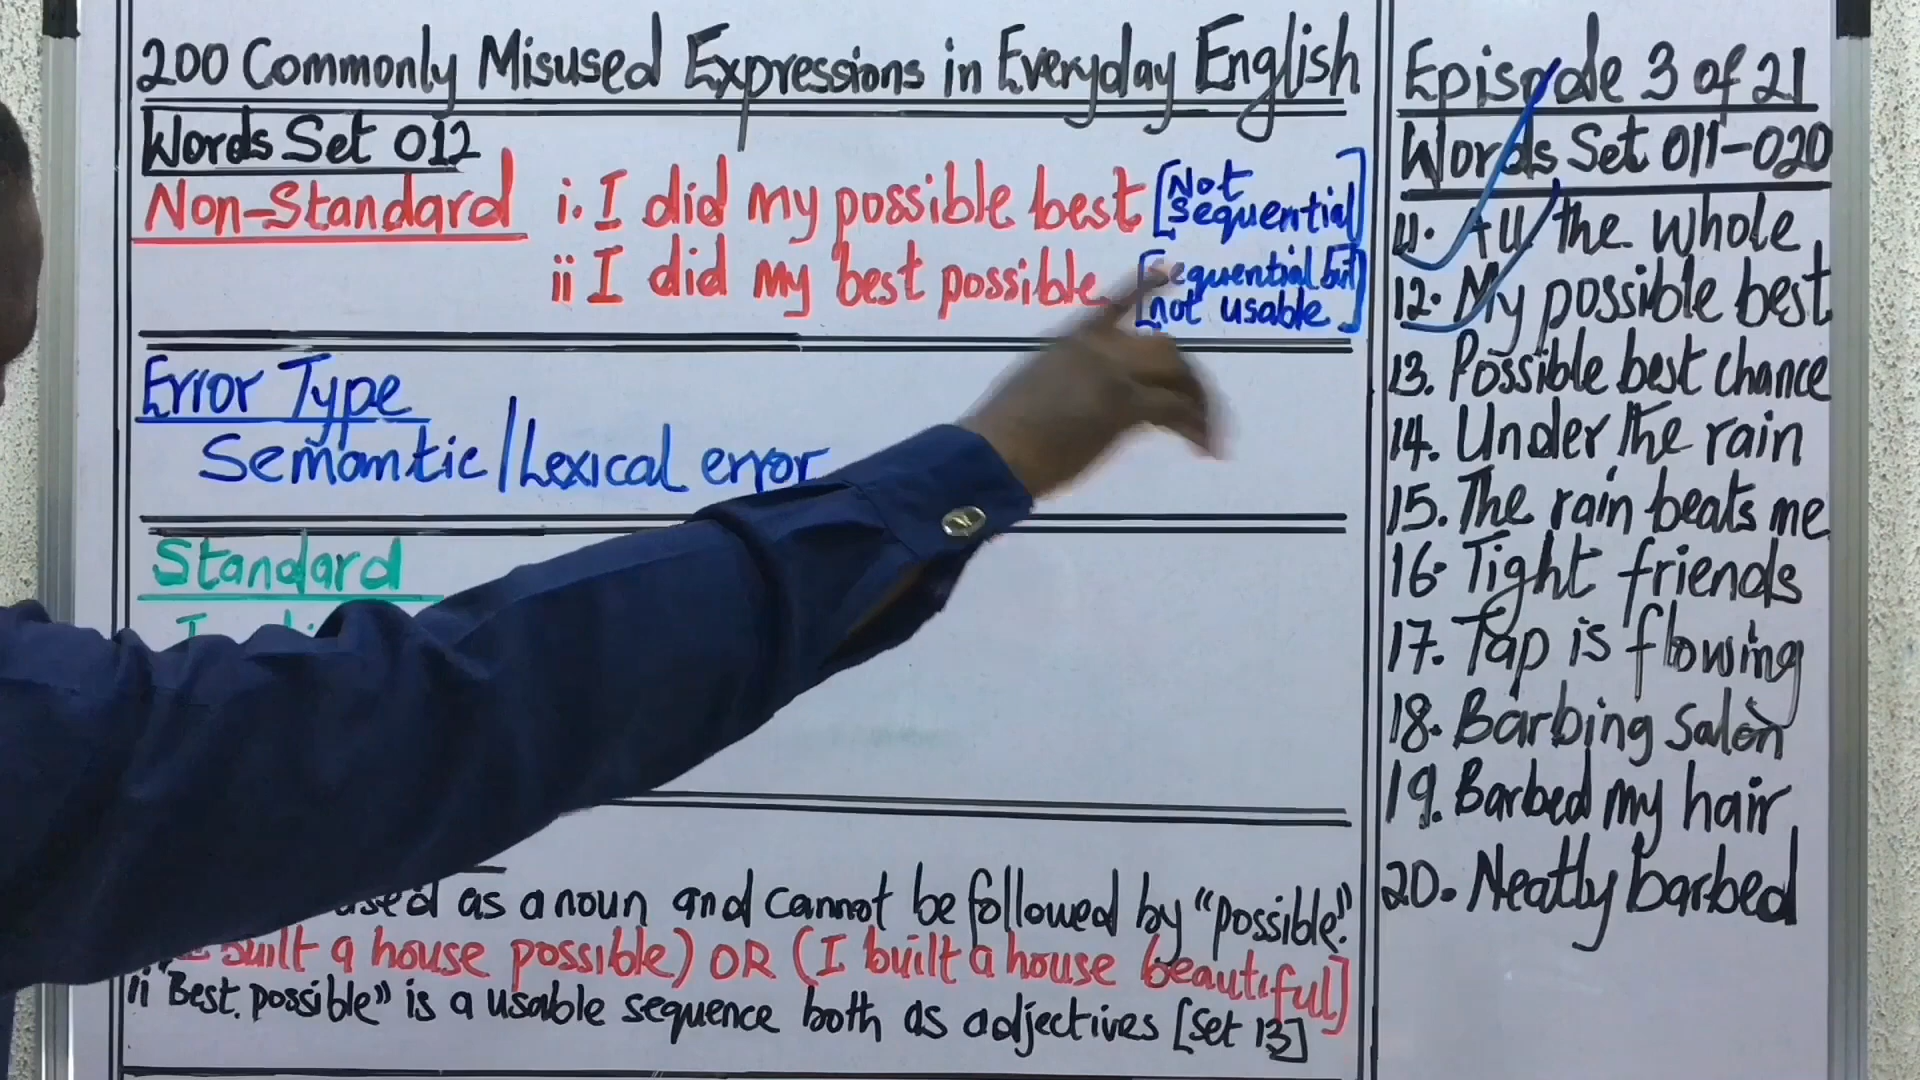 200 Commonly Misused Expressions in Everyday English
Words Set 012
Non-Standard i. I did my possible best [Not Sequential]
ii I did my best possible [Sequential but not usable]
Error Type
Semantic/Lexical error
Standard
I
used as a noun and cannot be followed by "possible."
built a house possible) OR (I built a house beautiful]
ii "Best possible" is a usable sequence both as adjectives [Set 13]
Episode 3 of 21
Words Set 011-020
11. All the whole
12. My possible best
13. Possible best chance
14. Under the rain
15. The rain beats me
16. Tight friends
17. Tap is flowing
18. Barbing Salon
19. Barbed my hair
20. Neatly barbed